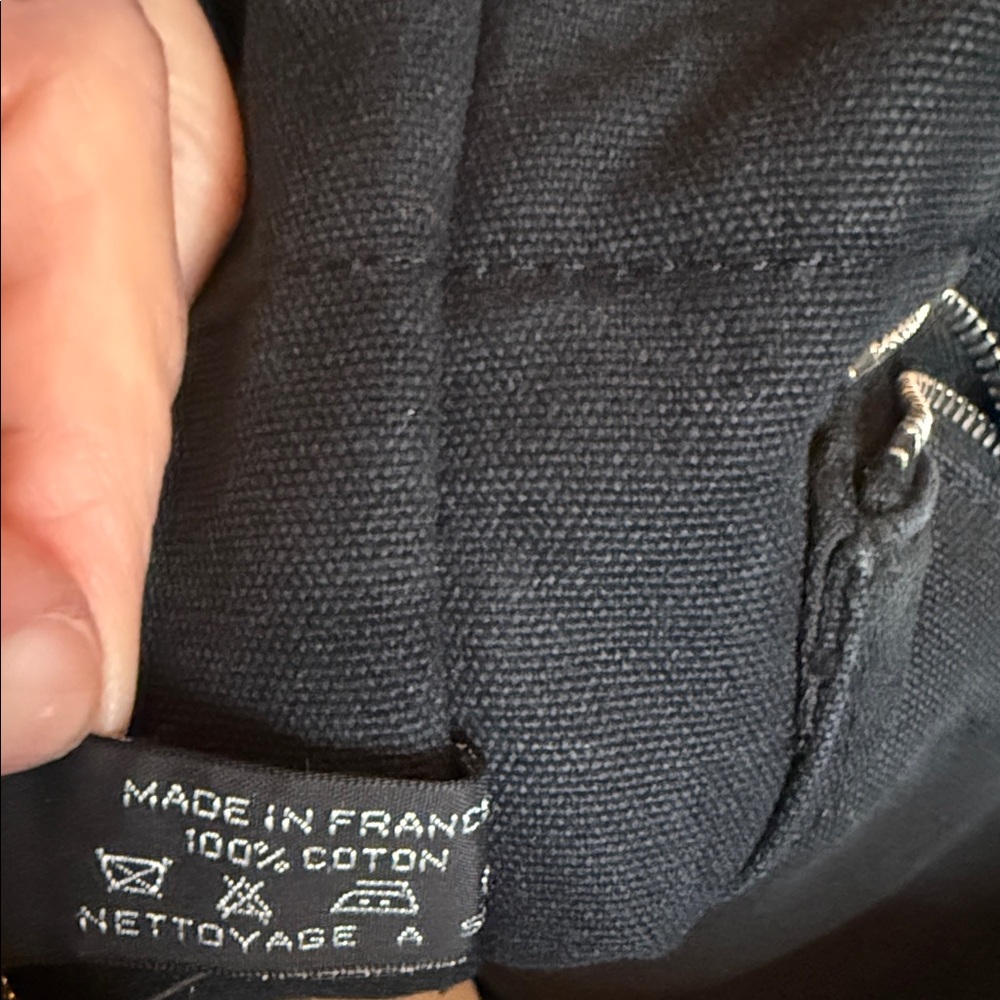 MADE IN FRANC
100% COTON
NETTOYAGE A S